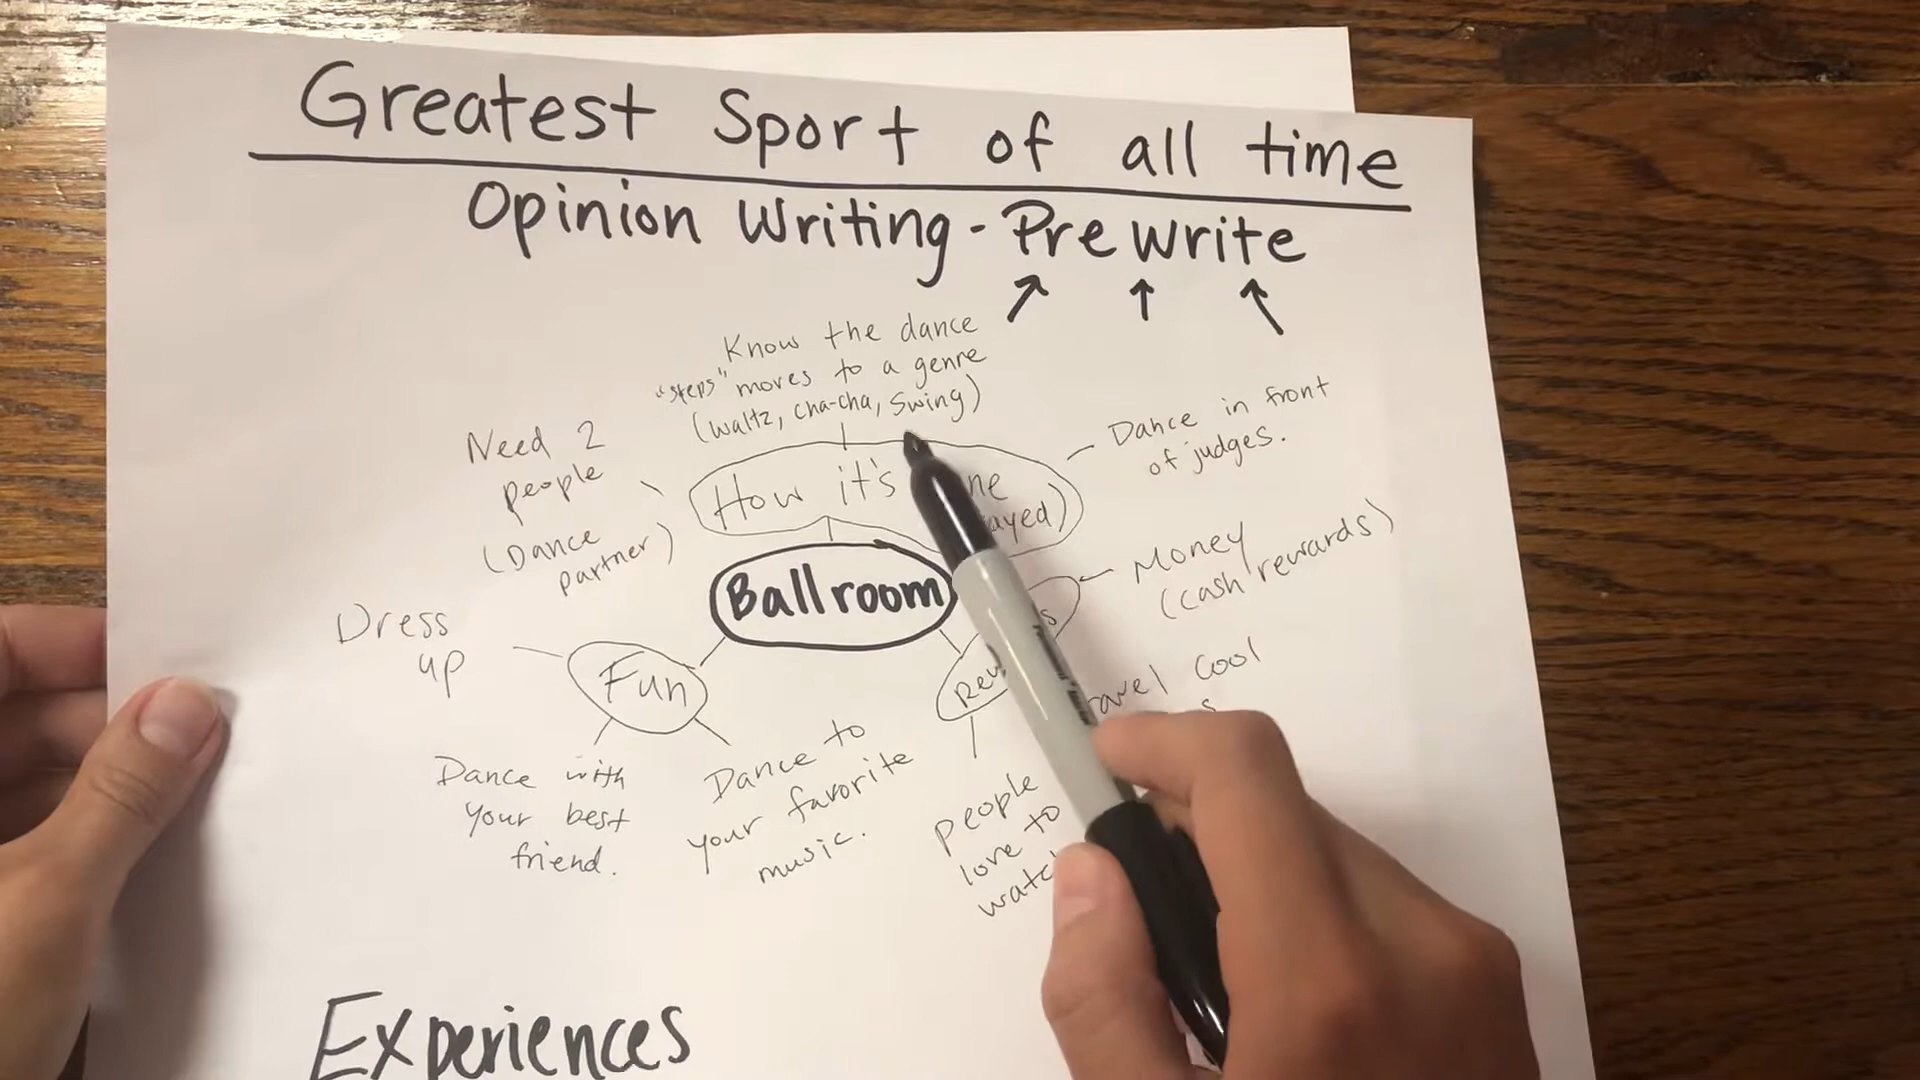 Greatest Sport of all time
Opinion Writing - Prewrite
Know the dance
"steps" moves to a genre
(Waltz, cha-cha, Swing)
Need 2
people
(Dance
partner)
Dance in front
of judges.
How it's
Ballroom
Money
(cash rewards)
Dress
up
Fun
cool
Dance with
your best
friend.
Dance to
your favorite
music.
people
love to
Experiences